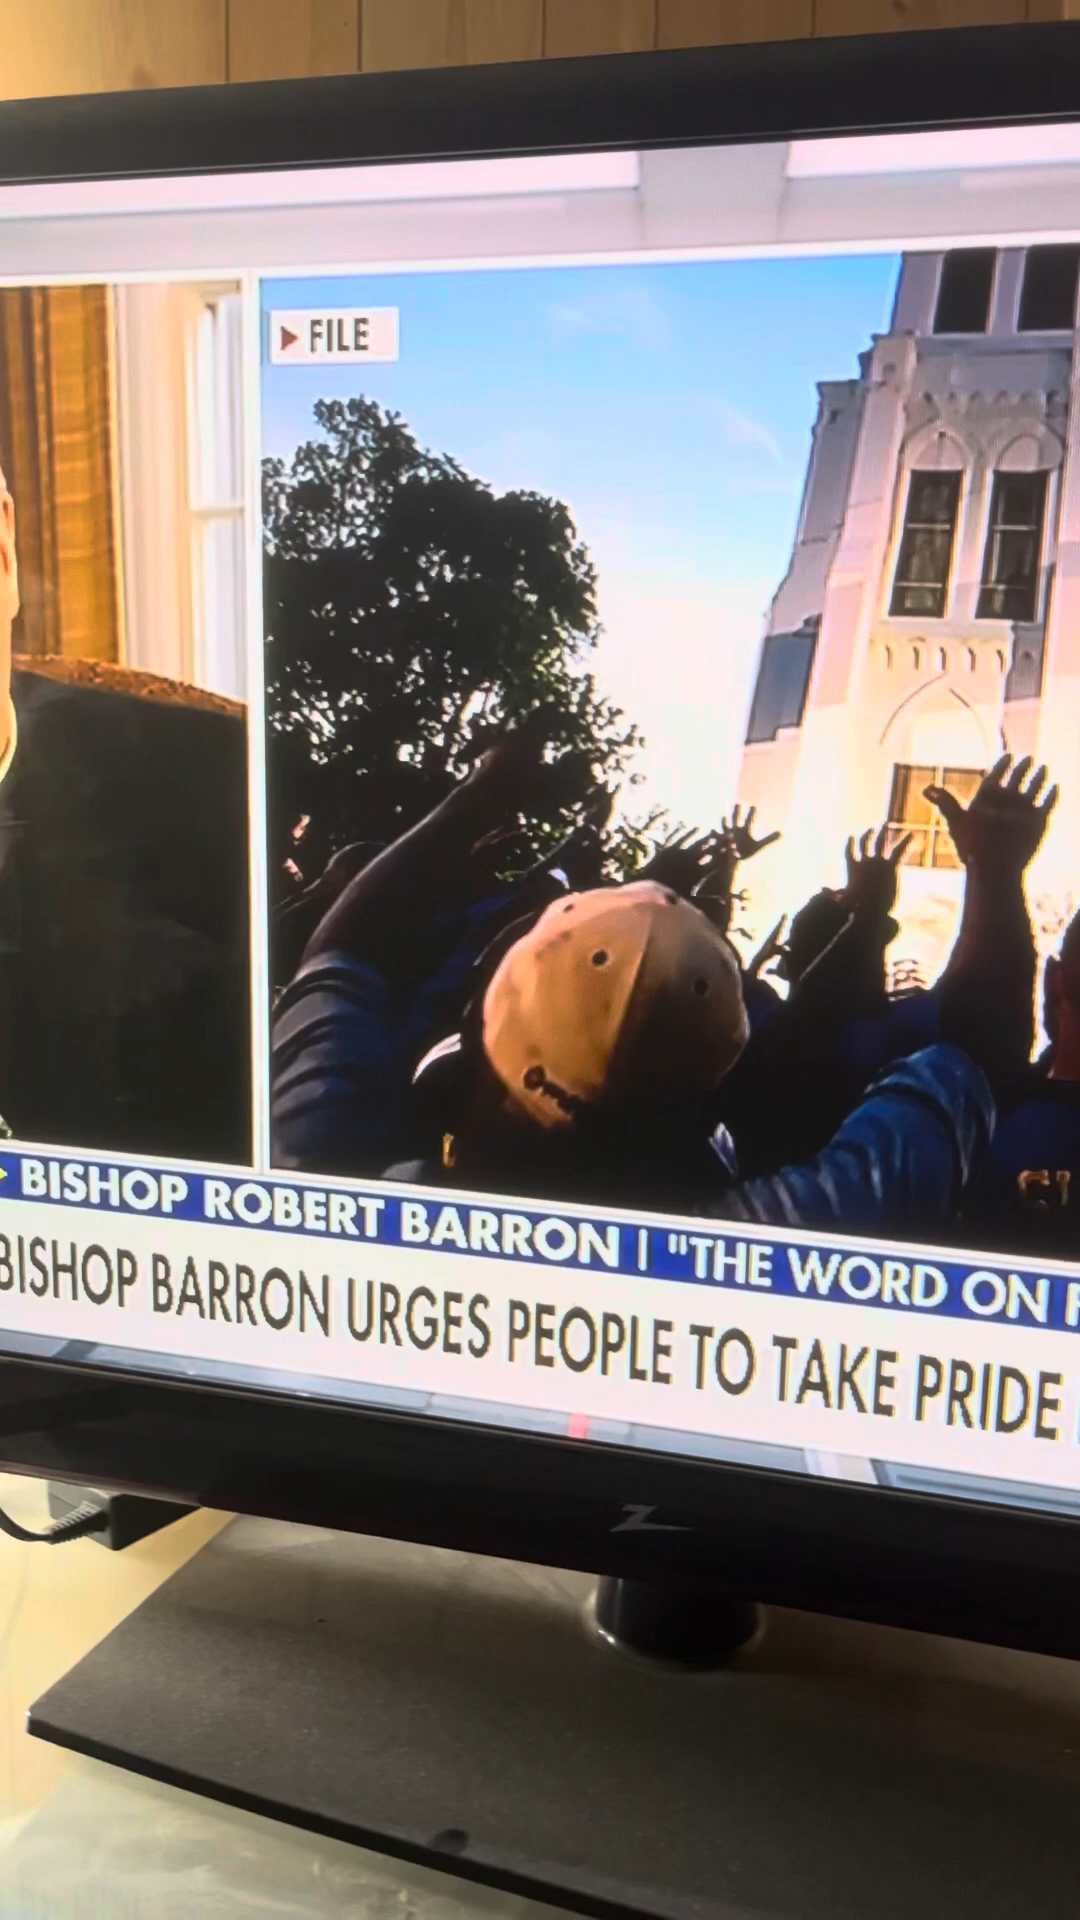 FILE
BISHOP ROBERT BARRON | "THE WORD ON
BISHOP BARRON URGES PEOPLE TO TAKE PRIDE